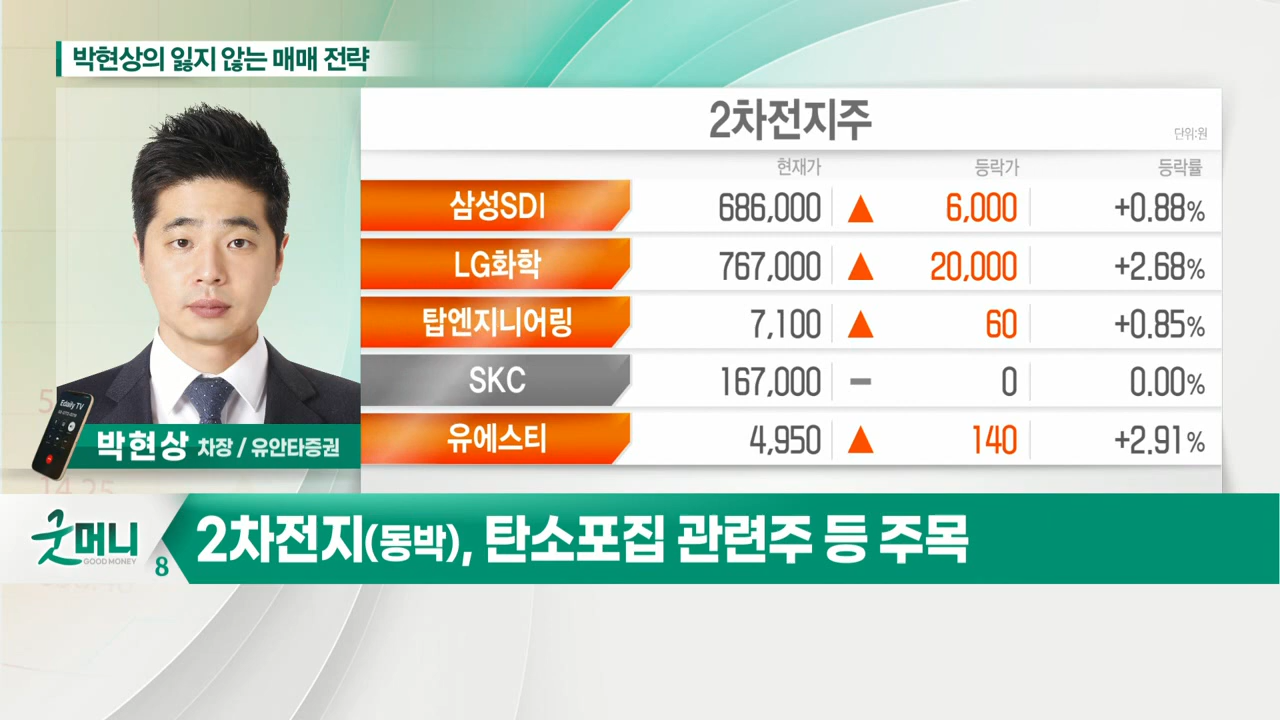 박현상의 잃지 않는 매매 전략
2차전지주
단위:원
현재가 등락가 등락률
삼성SDI 686,000 ▲ 6,000 +0.88%
LG화학 767,000 ▲ 20,000 +2.68%
탑엔지니어링 7,100 ▲ 60 +0.85%
SKC 167,000 - 0 0.00%
유에스티 4,950 ▲ 140 +2.91%
Edaily TV
박현상 차장 / 유안타증권
14.25
굿머니
GOOD MONEY
8
2차전지(동박), 탄소포집 관련주 등 주목